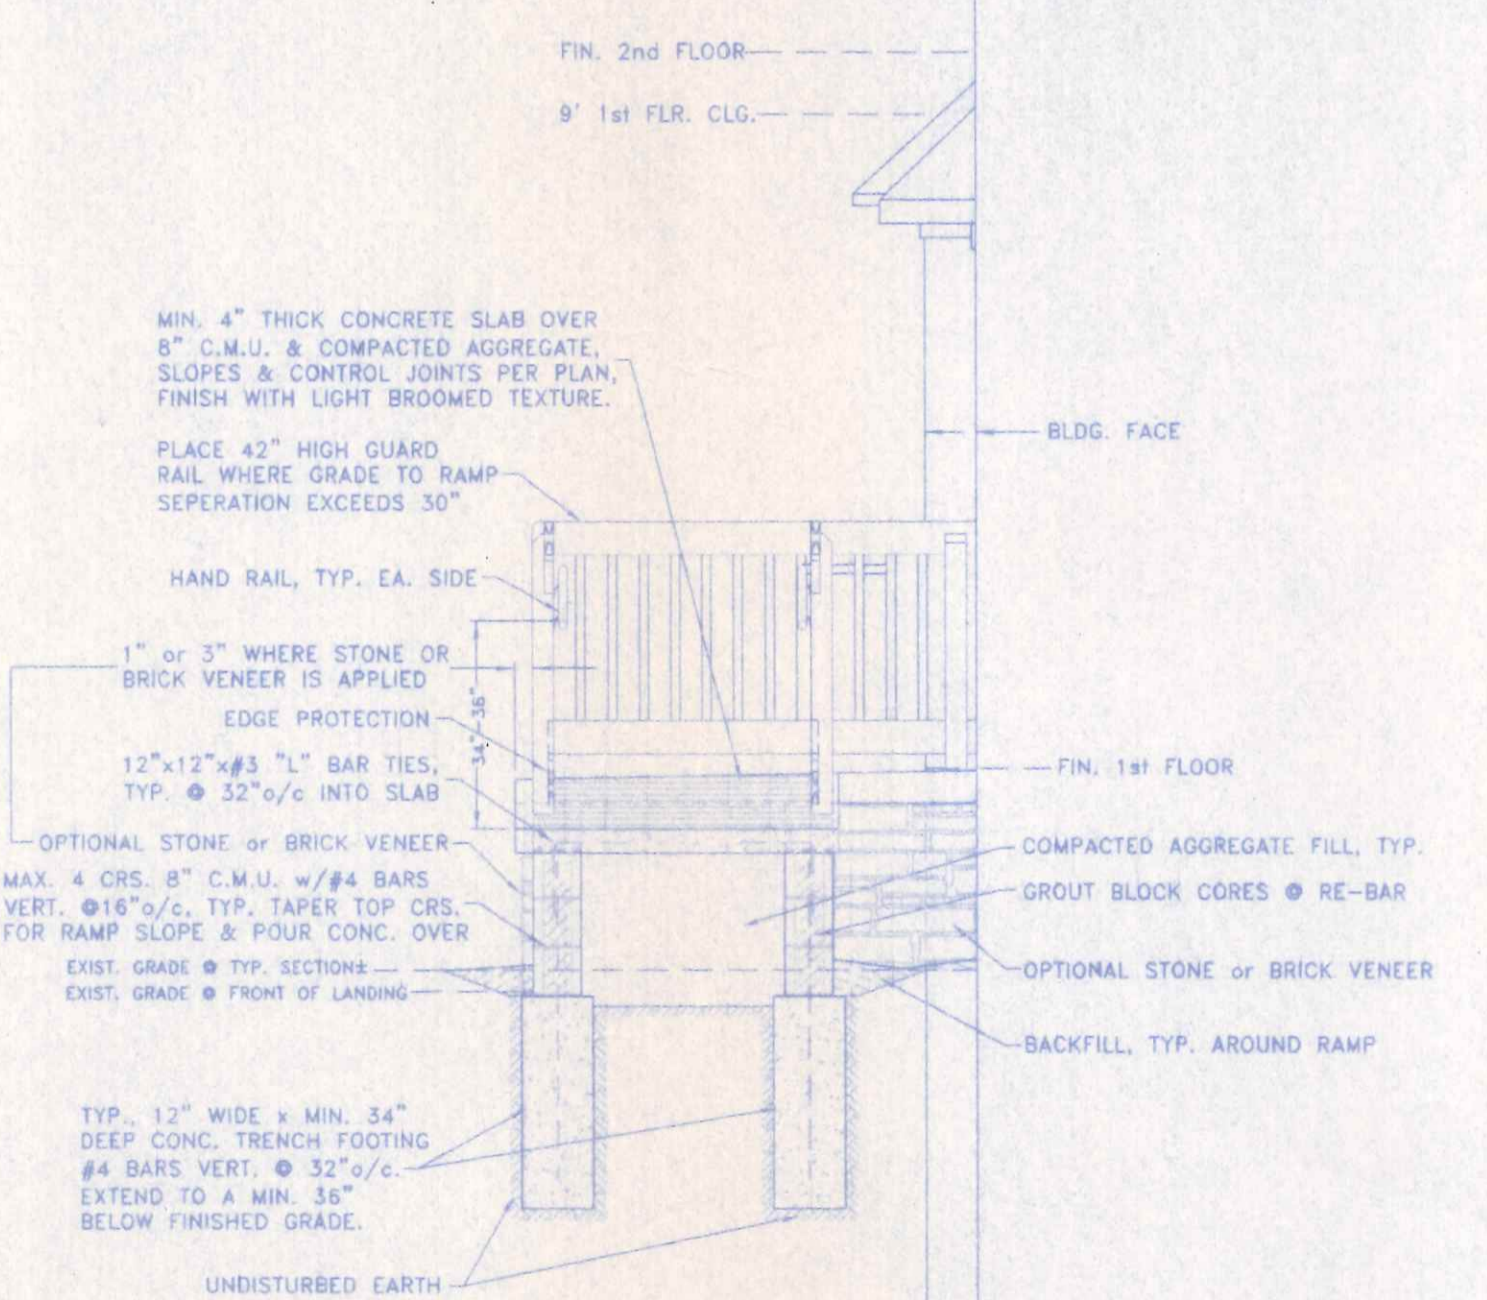 FIN. 2nd FLOOR
9' 1st FLR. CLG.
MIN. 4" THICK CONCRETE SLAB OVER
8" C.M.U. & COMPACTED AGGREGATE,
SLOPES & CONTROL JOINTS PER PLAN,
FINISH WITH LIGHT BROOMED TEXTURE.
BLDG. FACE
PLACE 42" HIGH GUARD
RAIL WHERE GRADE TO RAMP
SEPERATION EXCEEDS 30"
HAND RAIL, TYP. EA. SIDE
1" or 3" WHERE STONE OR
BRICK VENEER IS APPLIED
34"-36"
EDGE PROTECTION
12"x12"x#3 "L" BAR TIES,
TYP. @ 32"o/c INTO SLAB
FIN. 1st FLOOR
OPTIONAL STONE or BRICK VENEER
COMPACTED AGGREGATE FILL, TYP.
MAX. 4 CRS. 8" C.M.U. w/#4 BARS
VERT. @16"o/c, TYP. TAPER TOP CRS.
FOR RAMP SLOPE & POUR CONC. OVER
GROUT BLOCK CORES @ RE-BAR
EXIST. GRADE @ TYP. SECTION±
EXIST. GRADE @ FRONT OF LANDING
OPTIONAL STONE or BRICK VENEER
BACKFILL, TYP. AROUND RAMP
TYP., 12" WIDE x MIN. 34"
DEEP CONC. TRENCH FOOTING
#4 BARS VERT. @ 32"o/c.
EXTEND TO A MIN. 36"
BELOW FINISHED GRADE.
UNDISTURBED EARTH